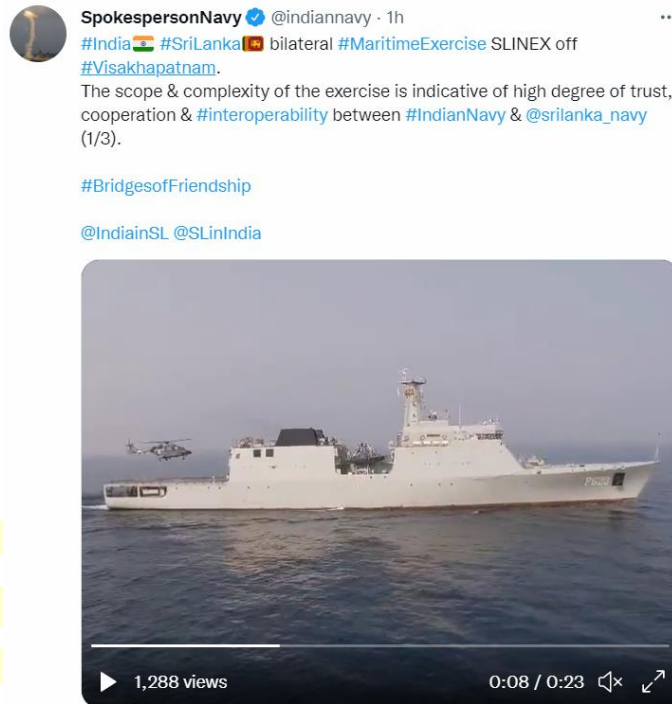 SpokespersonNavy @indiannavy · 1h
#India🇮🇳 #SriLanka🇱🇰 bilateral #MaritimeExercise SLINEX off
#Visakhapatnam.
The scope & complexity of the exercise is indicative of high degree of trust,
cooperation & #interoperability between #IndianNavy & @srilanka_navy
(1/3).
#BridgesofFriendship
@IndiainSL @SLinIndia
1,288 views
0:08 / 0:23